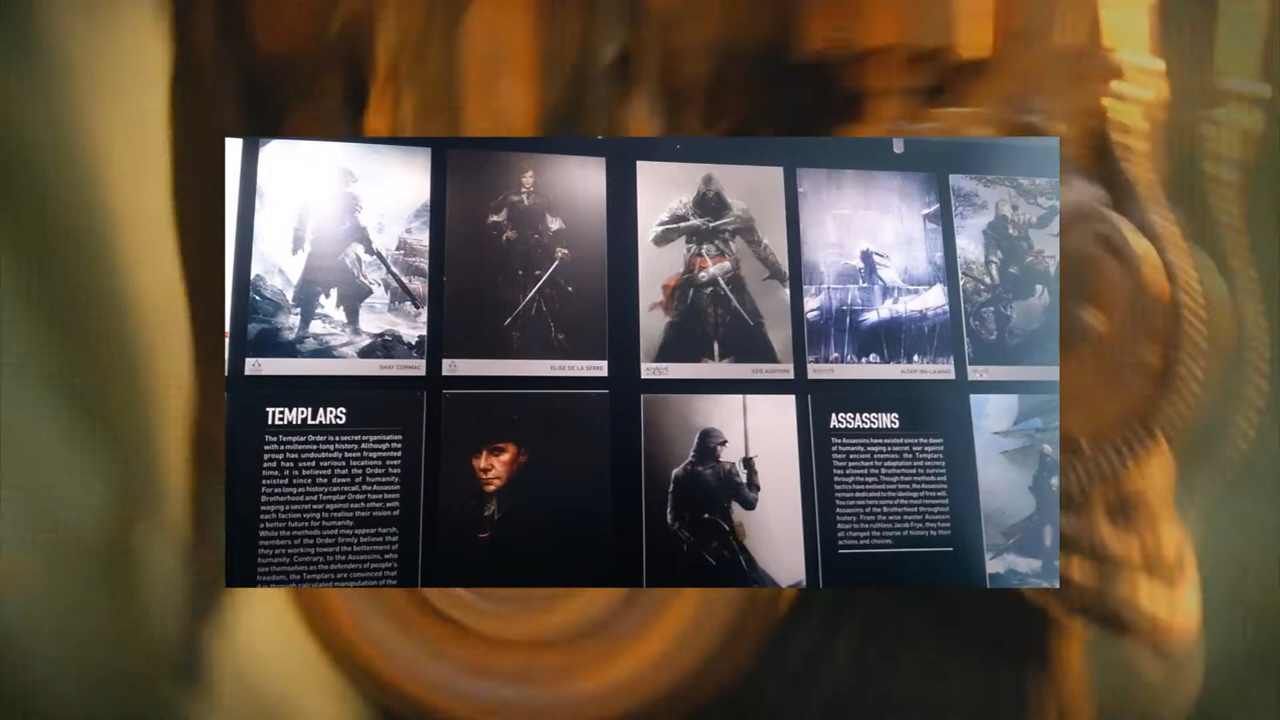 SHAY CORMAC
ELISE DE LA SERRE
EZIO AUDITORE
ALTAÏR IBN-LA'AHAD
TEMPLARS
The Templar Order is a secret organisation
with a millennia-long history. Although the
group has undoubtedly been fragmented
and has used various locations over
time, it is believed that the Order has
existed since the dawn of humanity.
For as long as history can recall, the Assassin
Brotherhood and Templar Order have been
waging a secret war against each other, with
each faction vying to realise their vision of
a better future for humanity.
While the methods used may appear harsh,
members of the Order firmly believe that
they are working toward the betterment of
humanity. Contrary, to the Assassins, who
see themselves as the defenders of people's
freedom, the Templars are convinced that
it is through calculated manipulation of the
ASSASSINS
The Assassins have existed since the dawn
of humanity, waging a secret war against
their ancient enemies: the Templars.
Their penchant for adaptation and secrecy
has allowed the Brotherhood to survive
through the ages. Though their methods and
tactics have evolved over time, the Assassins
remain dedicated to the ideology of free will.
You can see here some of the most renowned
Assassins of the Brotherhood throughout
history. From the wise master Assassin
Altaïr to the ruthless Jacob Frye, they have
all changed the course of history by their
actions and choices.